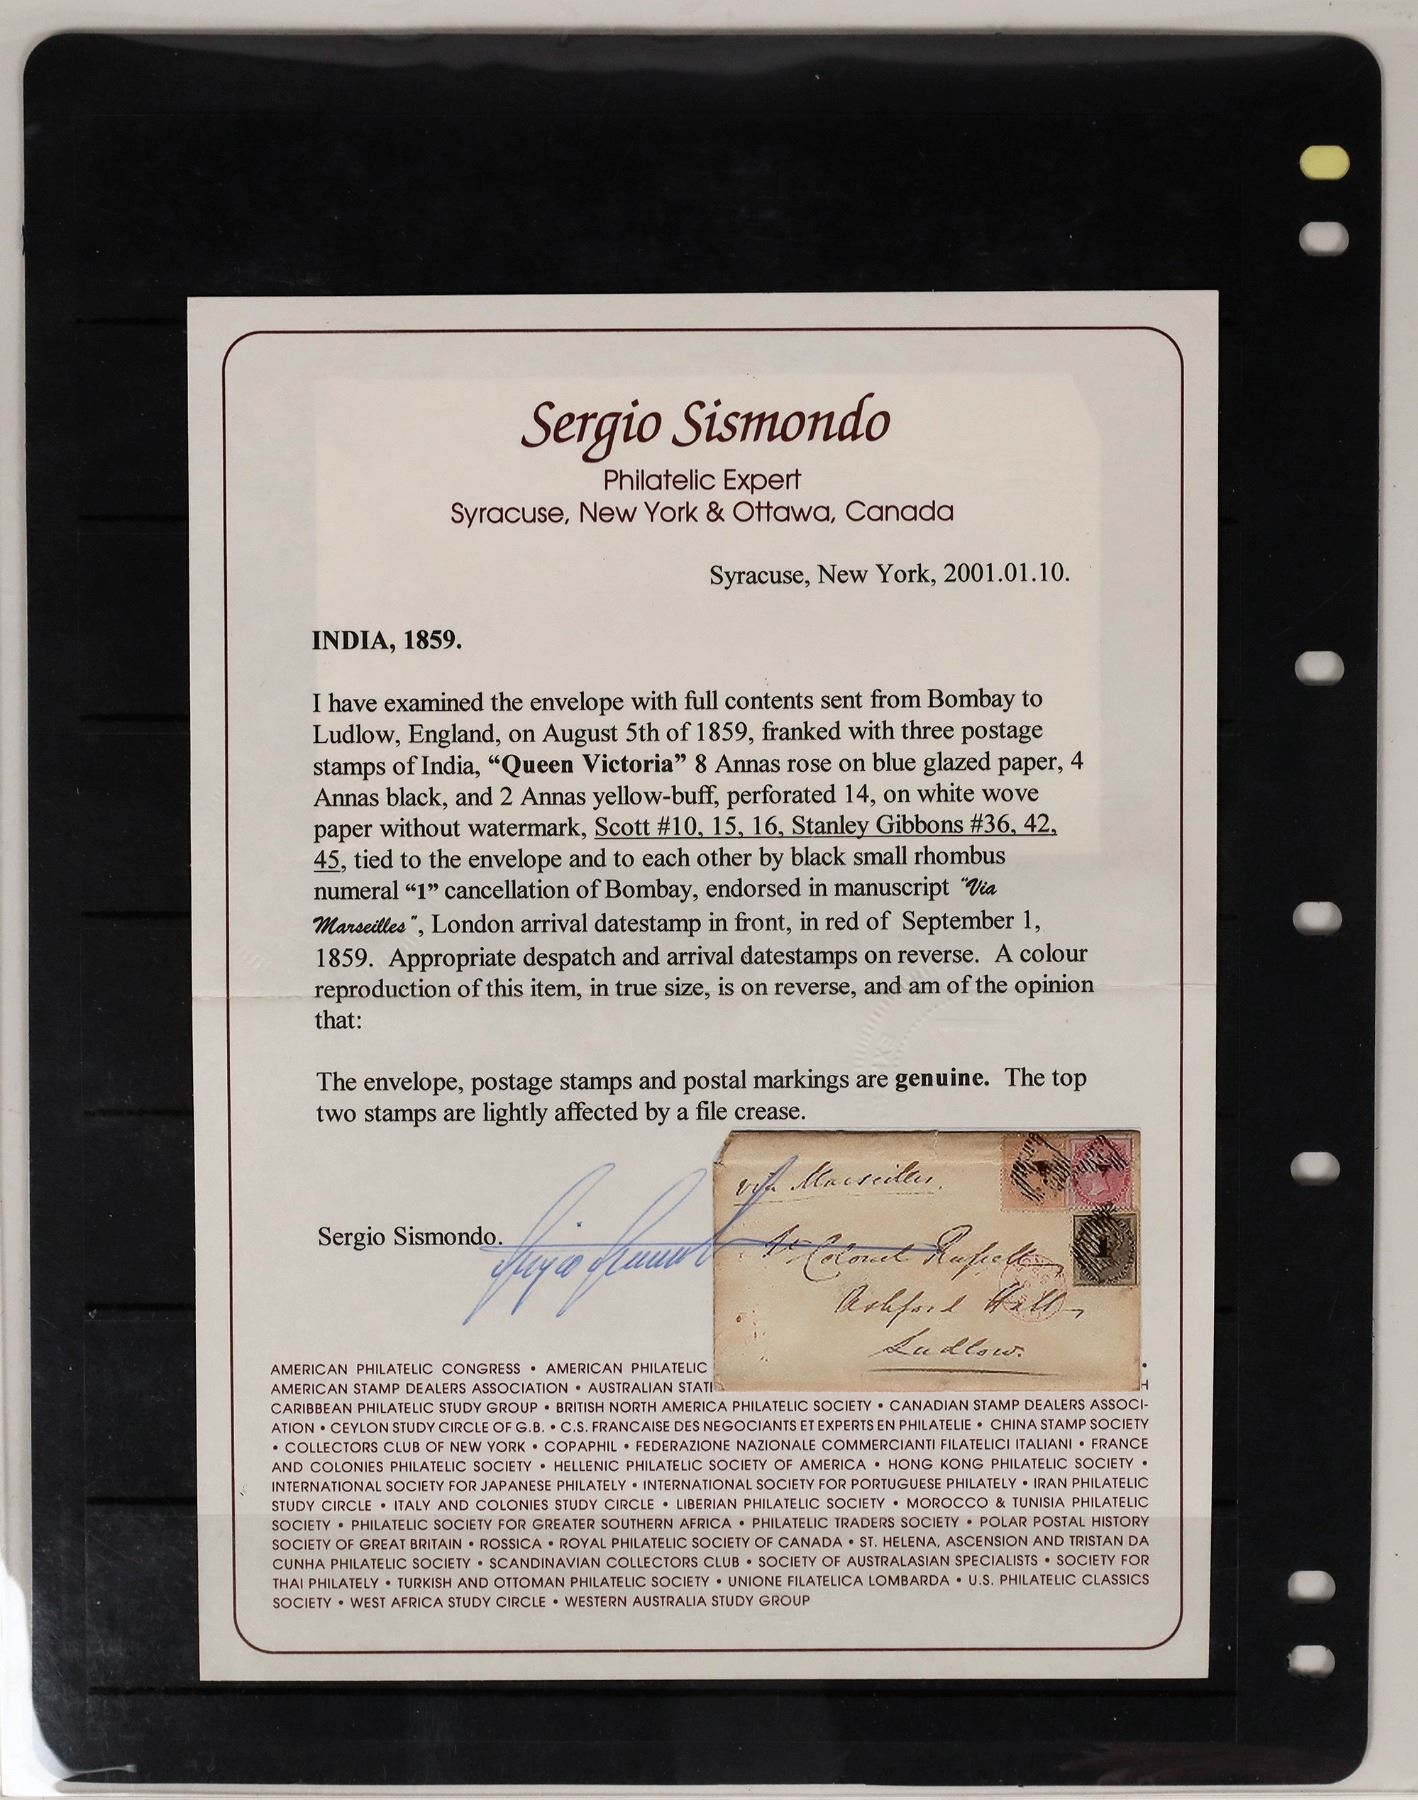 Sergio Sismondo
Philatelic Expert
Syracuse, New York & Ottawa, Canada
Syracuse, New York, 2001.01.10.
INDIA, 1859.
I have examined the envelope with full contents sent from Bombay to
Ludlow, England, on August 5th of 1859, franked with three postage
stamps of India, “Queen Victoria” 8 Annas rose on blue glazed paper, 4
Annas black, and 2 Annas yellow-buff, perforated 14, on white wove
paper without watermark, Scott #10, 15, 16, Stanley Gibbons #36, 42,
45, tied to the envelope and to each other by black small rhombus
numeral “1” cancellation of Bombay, endorsed in manuscript "Via
Marseilles", London arrival datestamp in front, in red of September 1,
1859. Appropriate despatch and arrival datestamps on reverse. A colour
reproduction of this item, in true size, is on reverse, and am of the opinion
that:
The envelope, postage stamps and postal markings are genuine. The top
two stamps are lightly affected by a file crease.
via Marseilles.
Sergio Sismondo.
Colonel Russell
Ashford Hall
Ludlow.
1
AMERICAN PHILATELIC CONGRESS • AMERICAN PHILATELIC •
AMERICAN STAMP DEALERS ASSOCIATION • AUSTRALIAN STAT H
CARIBBEAN PHILATELIC STUDY GROUP • BRITISH NORTH AMERICA PHILATELIC SOCIETY • CANADIAN STAMP DEALERS ASSOCI-
ATION • CEYLON STUDY CIRCLE OF G.B. • C.S. FRANCAISE DES NEGOCIANTS ET EXPERTS EN PHILATELIE • CHINA STAMP SOCIETY
• COLLECTORS CLUB OF NEW YORK • COPAPHIL • FEDERAZIONE NAZIONALE COMMERCIANTI FILATELICI ITALIANI • FRANCE
AND COLONIES PHILATELIC SOCIETY • HELLENIC PHILATELIC SOCIETY OF AMERICA • HONG KONG PHILATELIC SOCIETY •
INTERNATIONAL SOCIETY FOR JAPANESE PHILATELY • INTERNATIONAL SOCIETY FOR PORTUGUESE PHILATELY • IRAN PHILATELIC
STUDY CIRCLE • ITALY AND COLONIES STUDY CIRCLE • LIBERIAN PHILATELIC SOCIETY • MOROCCO & TUNISIA PHILATELIC
SOCIETY • PHILATELIC SOCIETY FOR GREATER SOUTHERN AFRICA • PHILATELIC TRADERS SOCIETY • POLAR POSTAL HISTORY
SOCIETY OF GREAT BRITAIN • ROSSICA • ROYAL PHILATELIC SOCIETY OF CANADA • ST. HELENA, ASCENSION AND TRISTAN DA
CUNHA PHILATELIC SOCIETY • SCANDINAVIAN COLLECTORS CLUB • SOCIETY OF AUSTRALASIAN SPECIALISTS • SOCIETY FOR
THAI PHILATELY • TURKISH AND OTTOMAN PHILATELIC SOCIETY • UNIONE FILATELICA LOMBARDA • U.S. PHILATELIC CLASSICS
SOCIETY • WEST AFRICA STUDY CIRCLE • WESTERN AUSTRALIA STUDY GROUP